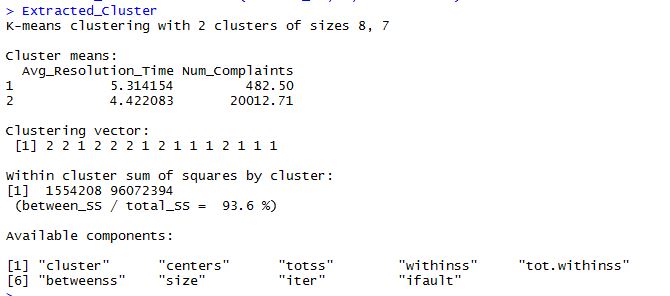 > Extracted_Cluster
K-means clustering with 2 clusters of sizes 8, 7
Cluster means:
  Avg_Resolution_Time Num_Complaints
1            5.314154         482.50
2            4.422083       20012.71
Clustering vector:
 [1] 2 2 1 2 2 2 1 2 1 1 1 2 1 1 1
Within cluster sum of squares by cluster:
[1]  1554208 96072394
 (between_SS / total_SS =  93.6 %)
Available components:
[1] "cluster"      "centers"      "totss"        "withinss"     "tot.withinss"
[6] "betweenss"    "size"         "iter"         "ifault"
>